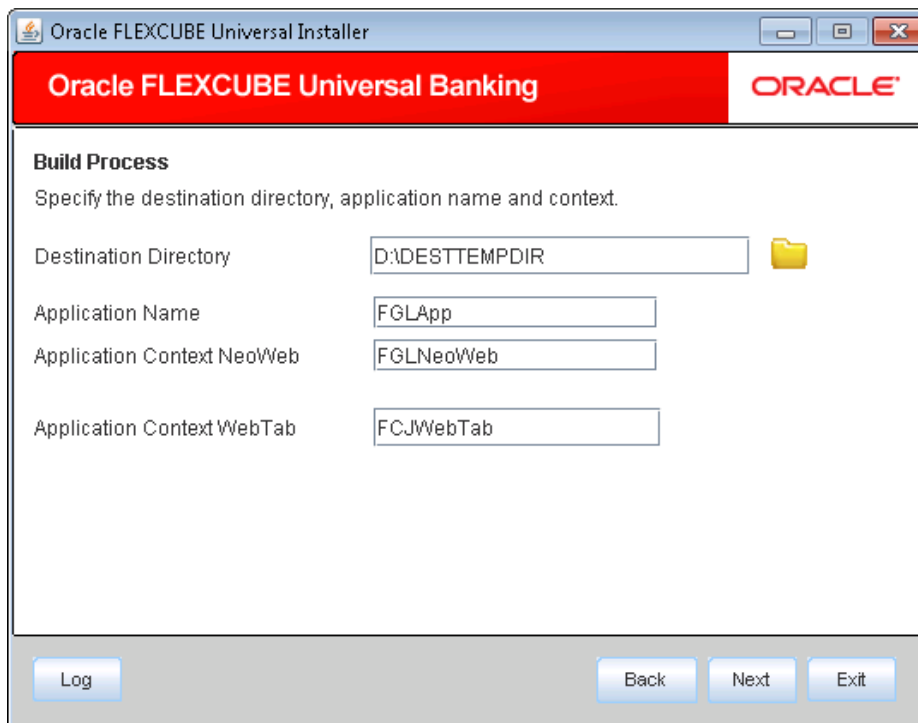 Oracle FLEXCUBE Universal Installer
Oracle FLEXCUBE Universal Banking
ORACLE
Build Process
Specify the destination directory, application name and context.
Destination Directory D:\DESTTEMPDIR
Application Name FGLApp
Application Context NeoWeb FGLNeoWeb
Application Context WebTab FCJWebTab
Log Back Next Exit